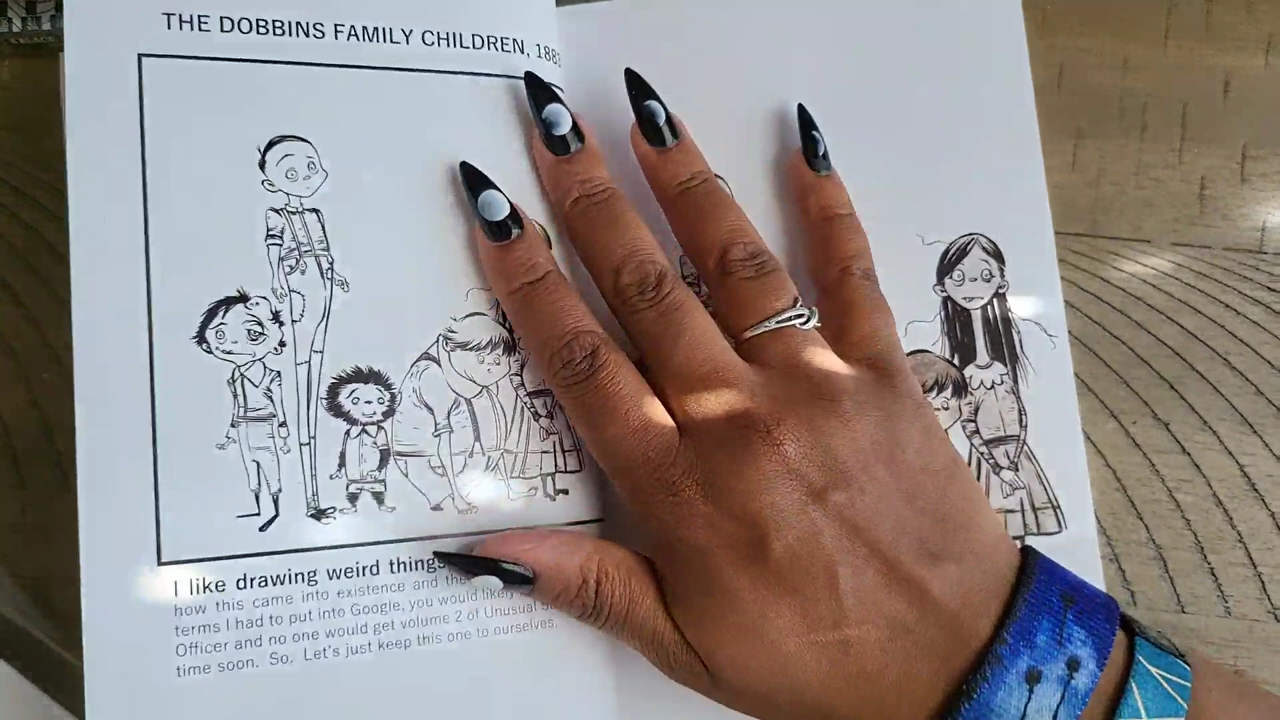 THE DOBBINS FAMILY CHILDREN, 188
I like drawing weird things
how this came into existence and the
terms I had to put into Google, you would likely
Officer and no one would get volume 2 of Unusual
time soon. So. Let's just keep this one to ourselves.